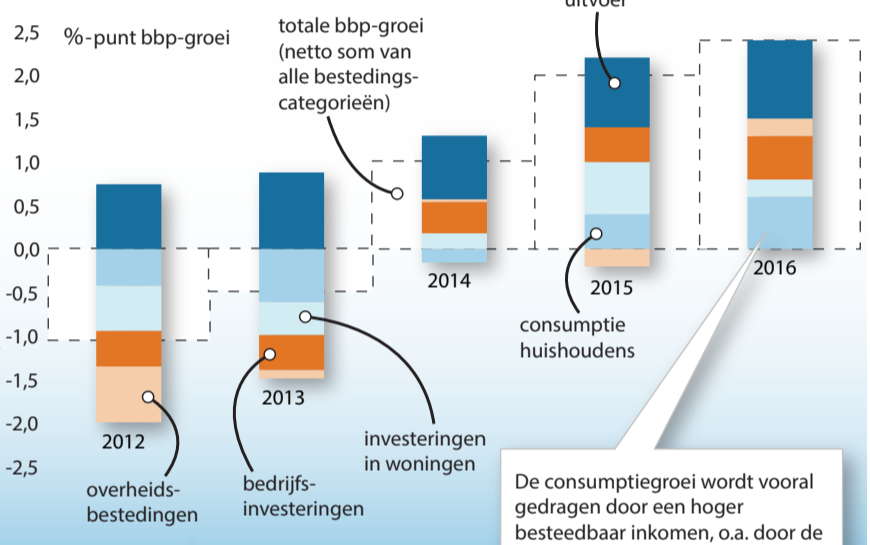 uitvoer
%-punt bbp-groei
totale bbp-groei
(netto som van
alle bestedings-
categorieën)
2,5
2,0
1,5
1,0
0,5
0,0
-0,5
-1,0
-1,5
-2,0
-2,5
2012
2013
2014
2015
2016
overheids-
bestedingen
bedrijfs-
investeringen
investeringen
in woningen
consumptie
huishoudens
De consumptiegroei wordt vooral
gedragen door een hoger
besteedbaar inkomen, o.a. door de